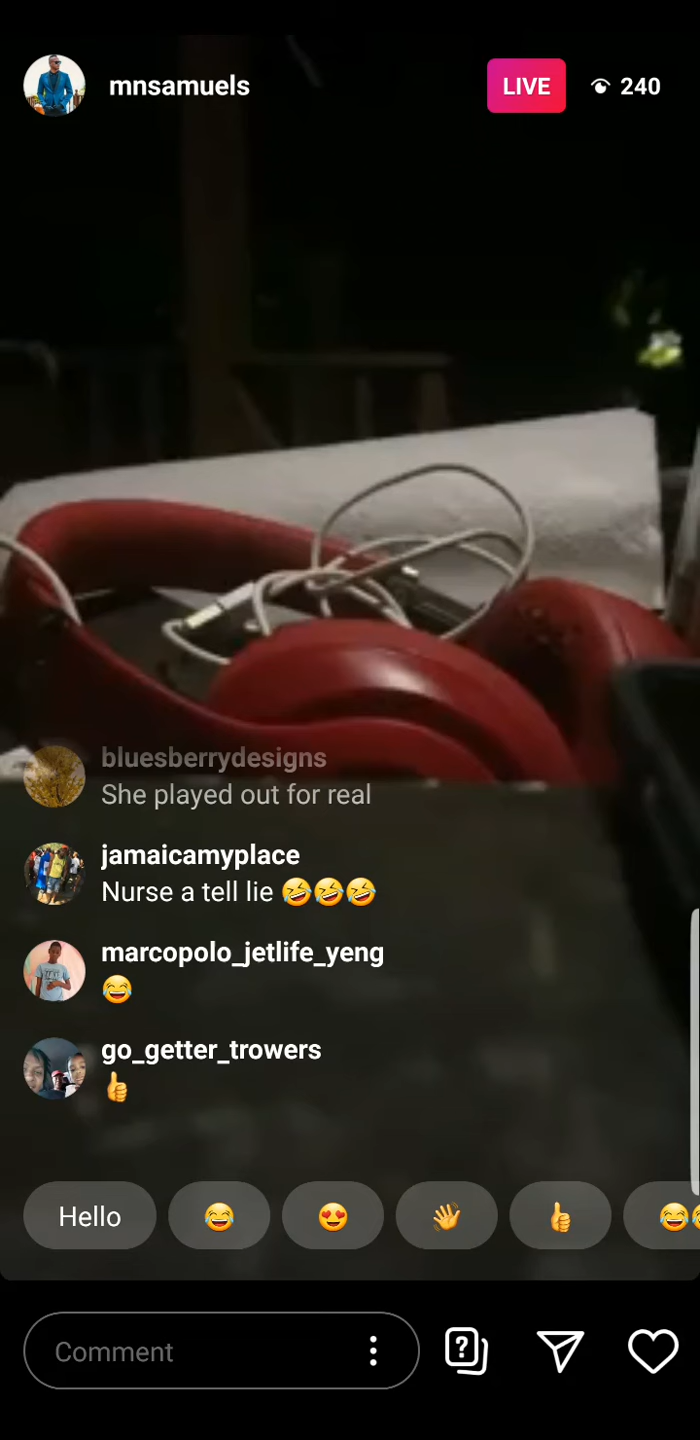 mnsamuels
LIVE
240
bluesberrydesigns
She played out for real
jamaicamyplace
Nurse a tell lie 🤣🤣🤣
marcopolo_jetlife_yeng
😂
go_getter_trowers
👍
Hello 😂 😍 👋 👍 😂
Comment